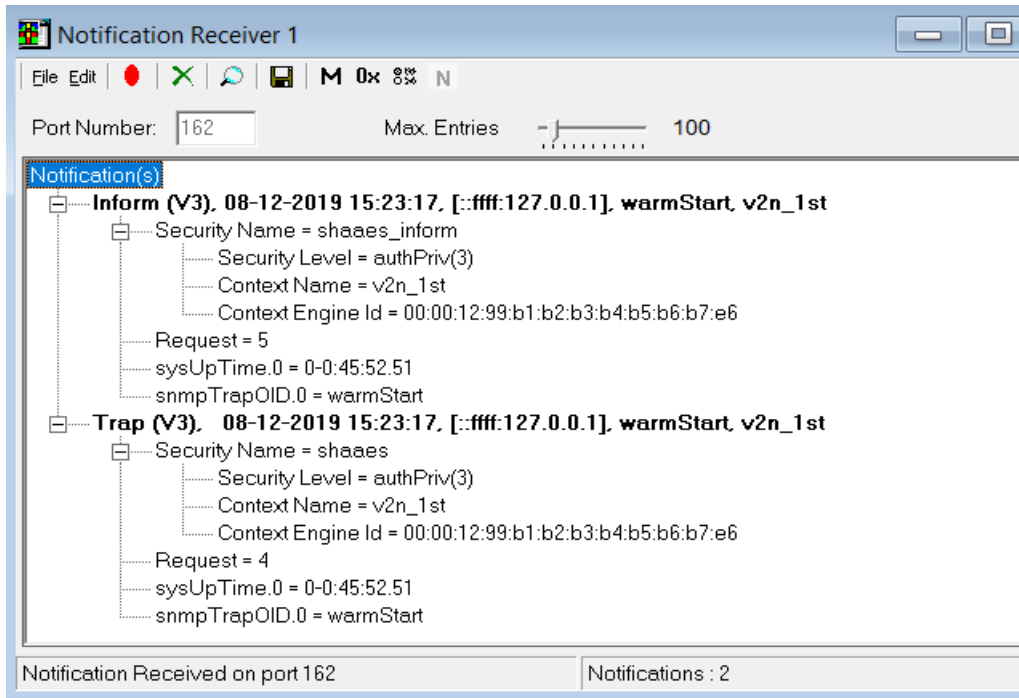 Notification Receiver 1
File Edit M 0x N
Port Number: 162 Max. Entries 100
Notification(s)
Inform (V3), 08-12-2019 15:23:17, [::ffff:127.0.0.1], warmStart, v2n_1st
Security Name = shaaes_inform
Security Level = authPriv(3)
Context Name = v2n_1st
Context Engine Id = 00:00:12:99:b1:b2:b3:b4:b5:b6:b7:e6
Request = 5
sysUpTime.0 = 0-0:45:52.51
snmpTrapOID.0 = warmStart
Trap (V3), 08-12-2019 15:23:17, [::ffff:127.0.0.1], warmStart, v2n_1st
Security Name = shaaes
Security Level = authPriv(3)
Context Name = v2n_1st
Context Engine Id = 00:00:12:99:b1:b2:b3:b4:b5:b6:b7:e6
Request = 4
sysUpTime.0 = 0-0:45:52.51
snmpTrapOID.0 = warmStart
Notification Received on port 162 Notifications : 2